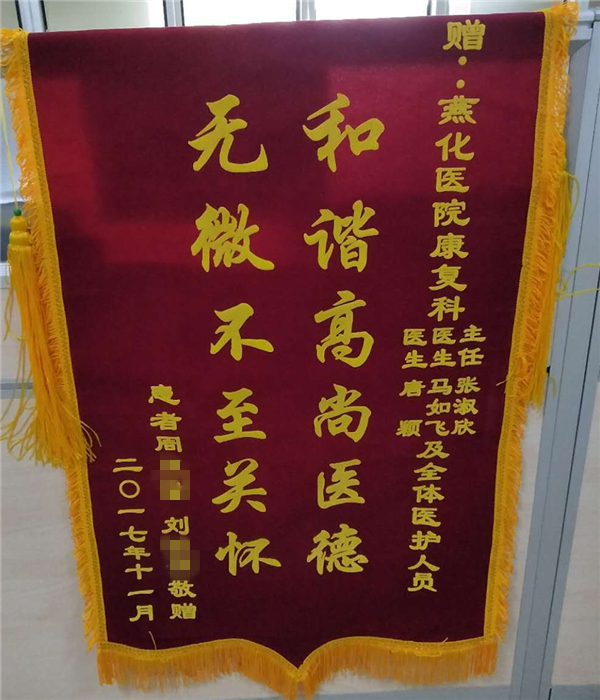 赠：燕化医院康复科
主任 张淑欣
医生 马如飞
医生 唐颖
及全体医护人员
和谐高尚医德
无微不至关怀
患者周 刘 敬赠
二〇一七年十一月